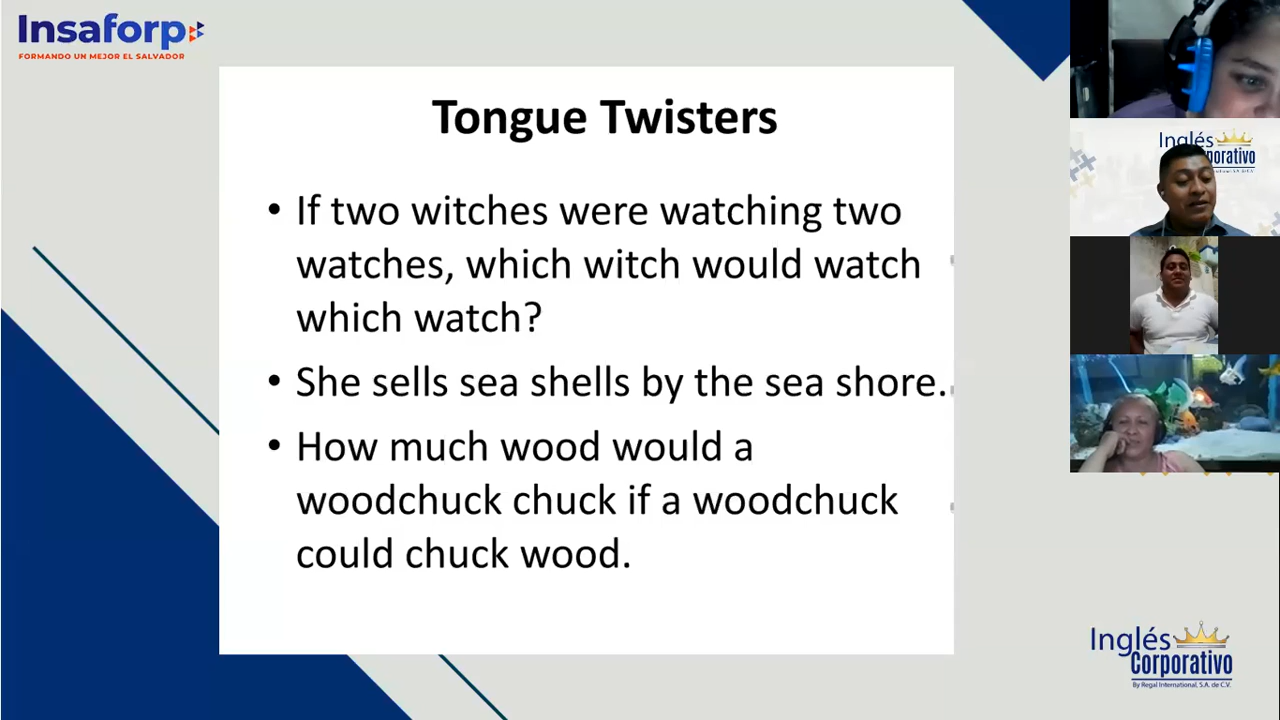 Insaforp
FORMANDO UN MEJOR EL SALVADOR
Tongue Twisters
• If two witches were watching two
watches, which witch would watch
which watch?
• She sells sea shells by the sea shore.
• How much wood would a
woodchuck chuck if a woodchuck
could chuck wood.
Inglés
porativo
Inglés
Corporativo
By Regal International, S.A. de C.V.